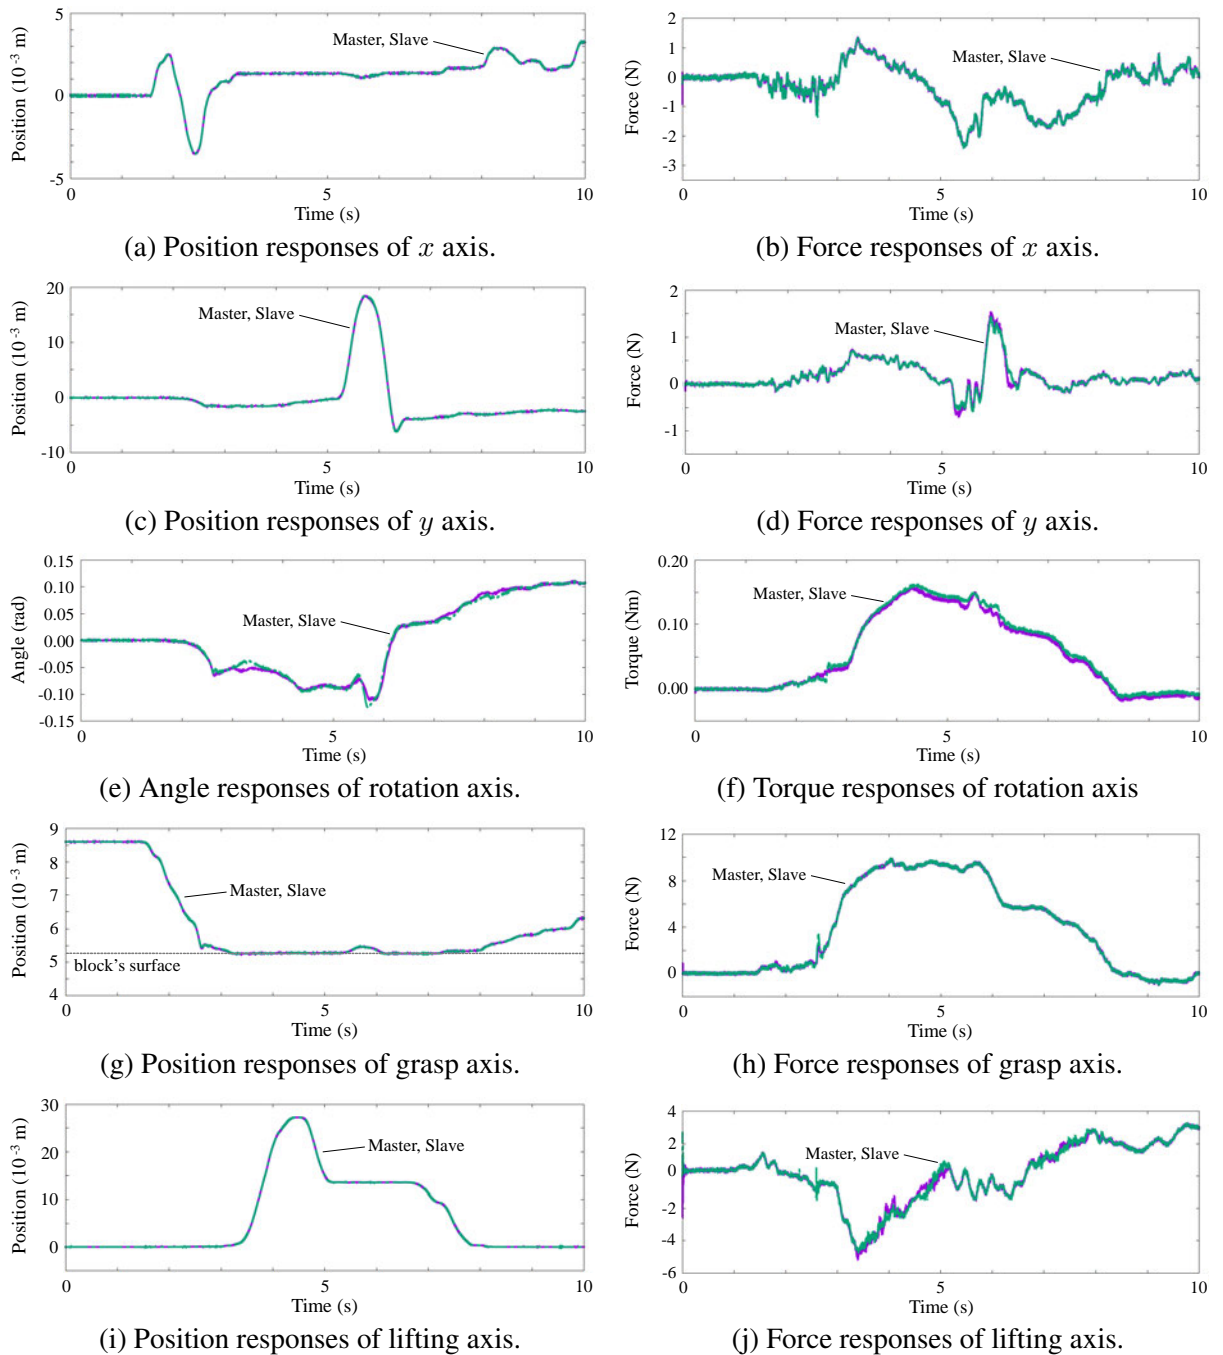 5
0
-5
Position (10⁻³ m)
Master, Slave
0
5
10
Time (s)
(a) Position responses of x axis.
2
1
0
-1
-2
-3
Force (N)
Master, Slave
0
5
10
Time (s)
(b) Force responses of x axis.
20
10
0
-10
Position (10⁻³ m)
Master, Slave
0
5
10
Time (s)
(c) Position responses of y axis.
2
1
0
-1
Force (N)
Master, Slave
0
5
10
Time (s)
(d) Force responses of y axis.
0.15
0.10
0.05
0.00
-0.05
-0.10
-0.15
Angle (rad)
Master, Slave
0
5
10
Time (s)
(e) Angle responses of rotation axis.
0.20
0.10
0.00
Torque (Nm)
Master, Slave
0
5
10
Time (s)
(f) Torque responses of rotation axis
9
8
7
6
5
4
Position (10⁻³ m)
Master, Slave
block's surface
0
5
10
Time (s)
(g) Position responses of grasp axis.
12
8
4
0
Force (N)
Master, Slave
0
5
10
Time (s)
(h) Force responses of grasp axis.
30
20
10
0
Position (10⁻³ m)
Master, Slave
0
5
10
Time (s)
(i) Position responses of lifting axis.
4
2
0
-2
-4
-6
Force (N)
Master, Slave
0
5
10
Time (s)
(j) Force responses of lifting axis.